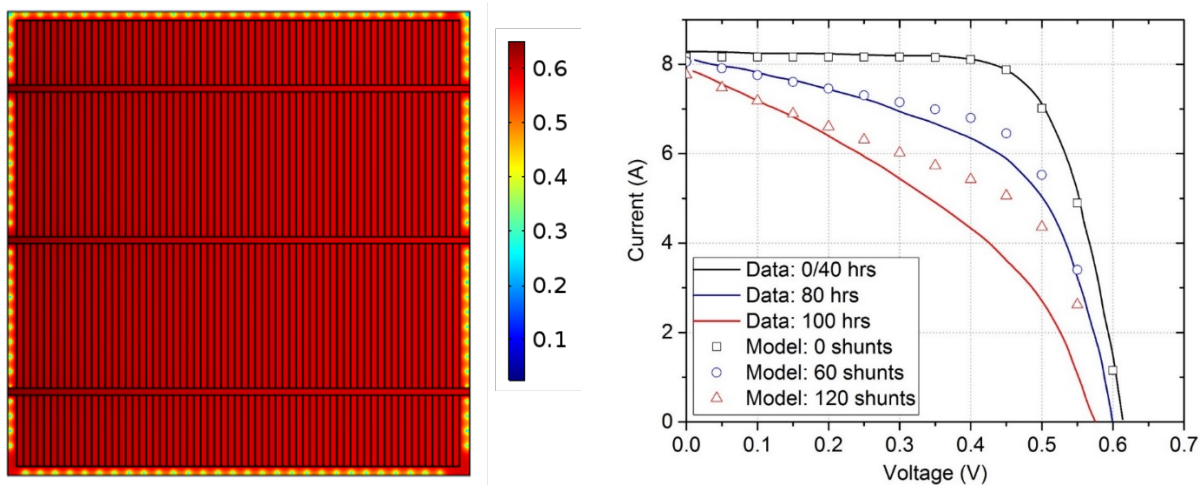 0.6
0.5
0.4
0.3
0.2
0.1
8
6
4
2
0
Current (A)
Data: 0/40 hrs
Data: 80 hrs
Data: 100 hrs
Model: 0 shunts
Model: 60 shunts
Model: 120 shunts
0.0 0.1 0.2 0.3 0.4 0.5 0.6 0.7
Voltage (V)